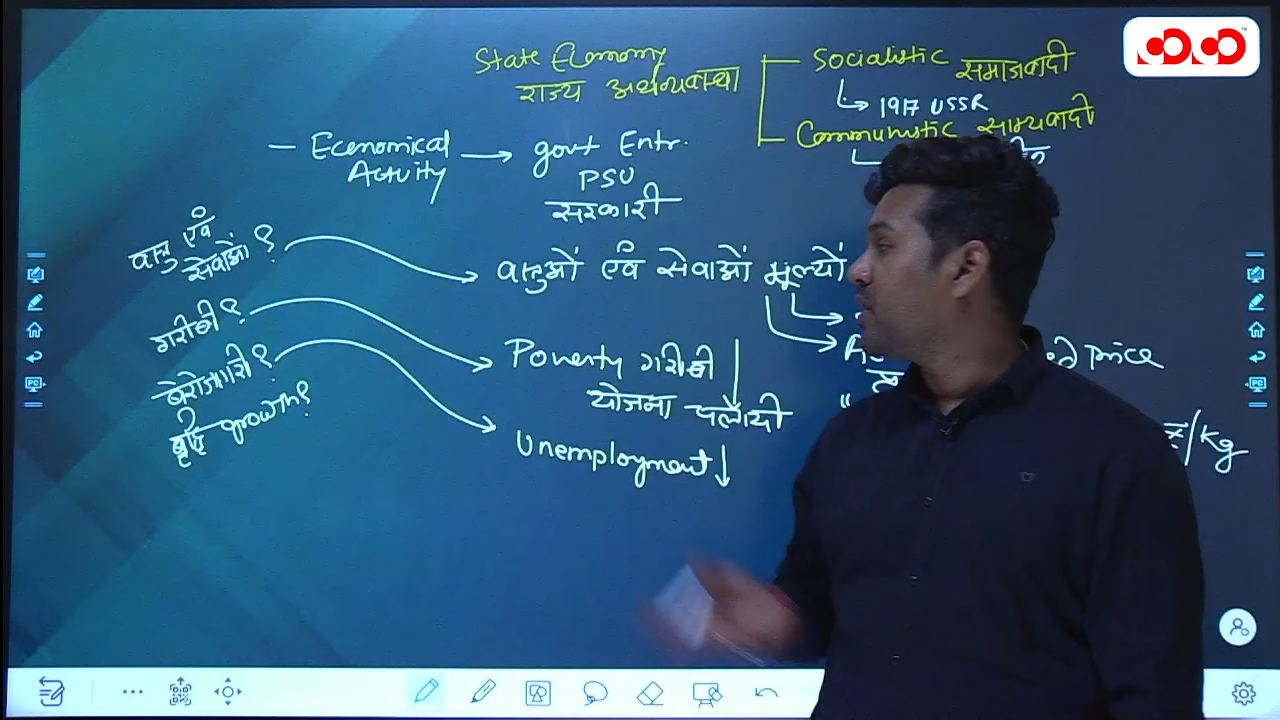 State Economy
राज्य अर्थव्यवस्था
Socialistic समाजवादी
1917 USSR
Communistic साम्यवादी
— Economical Activity → govt Entr.
PSU
सरकारी
वस्तु एवं सेवाओं ?
वस्तुओं एवं सेवाओं मूल्यों
गरीबी ?
Poverty गरीबी ↓
योजना चलायी
price
बेरोजगारी ?
Unemployment ↓
वृद्धि growth?
/Kg